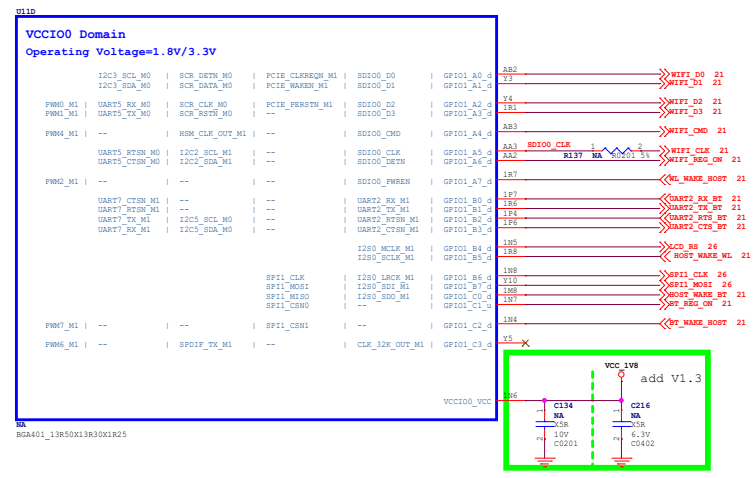 U11D
VCCIO0 Domain
Operating Voltage=1.8V/3.3V
I2C3_SCL_M0 | SCR_DETN_M0 | PCIE_CLKREQN_M1 | SDIO0_D0 | GPIO1_A0_d AB2 WIFI_D0 21
I2C3_SDA_M0 | SCR_DATA_M0 | PCIE_WAKEN_M1 | SDIO0_D1 | GPIO1_A1_d Y3 WIFI_D1 21
PWM0_M1 | UART5_RX_M0 | SCR_CLK_M0 | PCIE_PERSTN_M1 | SDIO0_D2 | GPIO1_A2_d Y4 WIFI_D2 21
PWM1_M1 | UART5_TX_M0 | SCR_RSTN_M0 | -- | SDIO0_D3 | GPIO1_A3_d 1R1 WIFI_D3 21
PWM4_M1 | -- | HSM_CLK_OUT_M1 | -- | SDIO0_CMD | GPIO1_A4_d AB3 WIFI_CMD 21
UART5_RTSN_M0 | I2C2_SCL_M1 | -- | SDIO0_CLK | GPIO1_A5_d AA3 SDIO0_CLK 1 2 WIFI_CLK 21
UART5_CTSN_M0 | I2C2_SDA_M1 | -- | SDIO0_DETN | GPIO1_A6_d AA2 R137 NA R0201 5% WIFI_REG_ON 21
PWM2_M1 | -- | -- | -- | SDIO0_PWREN | GPIO1_A7_d 1R7 WL_WAKE_HOST 21
UART7_CTSN_M1 | -- | -- | UART2_RX_M1 | GPIO1_B0_d 1P7 UART2_RX_BT 21
UART7_RTSN_M1 | -- | -- | UART2_TX_M1 | GPIO1_B1_d 1R6 UART2_TX_BT 21
UART7_TX_M1 | I2C5_SCL_M0 | -- | UART2_RTSN_M1 | GPIO1_B2_d 1P4 UART2_RTS_BT 21
UART7_RX_M1 | I2C5_SDA_M0 | -- | UART2_CTSN_M1 | GPIO1_B3_d 1P6 UART2_CTS_BT 21
I2S0_MCLK_M1 | GPIO1_B4_d 1N5 LCD_RS 26
I2S0_SCLK_M1 | GPIO1_B5_d 1R8 HOST_WAKE_WL 21
SPI1_CLK | I2S0_LRCK_M1 | GPIO1_B6_d 1N8 SPI1_CLK 26
SPI1_MOSI | I2S0_SDI_M1 | GPIO1_B7_d Y10 SPI1_MOSI 26
SPI1_MISO | I2S0_SDO_M1 | GPIO1_C0_d 1M8 HOST_WAKE_BT 21
SPI1_CSN0 | -- | GPIO1_C1_u 1N7 BT_REG_ON 21
PWM7_M1 | -- | -- | SPI1_CSN1 | -- | GPIO1_C2_d 1N4 BT_WAKE_HOST 21
PWM6_M1 | -- | SPDIF_TX_M1 | -- | CLK_32K_OUT_M1 | GPIO1_C3_d Y5
VCC_1V8
add V1.3
VCCIO0_VCC 1N6
1 C134 1 C216
NA NA
X5R X5R
10V 6.3V
2 C0201 2 C0402
NA
BGA401_13R50X13R30X1R25